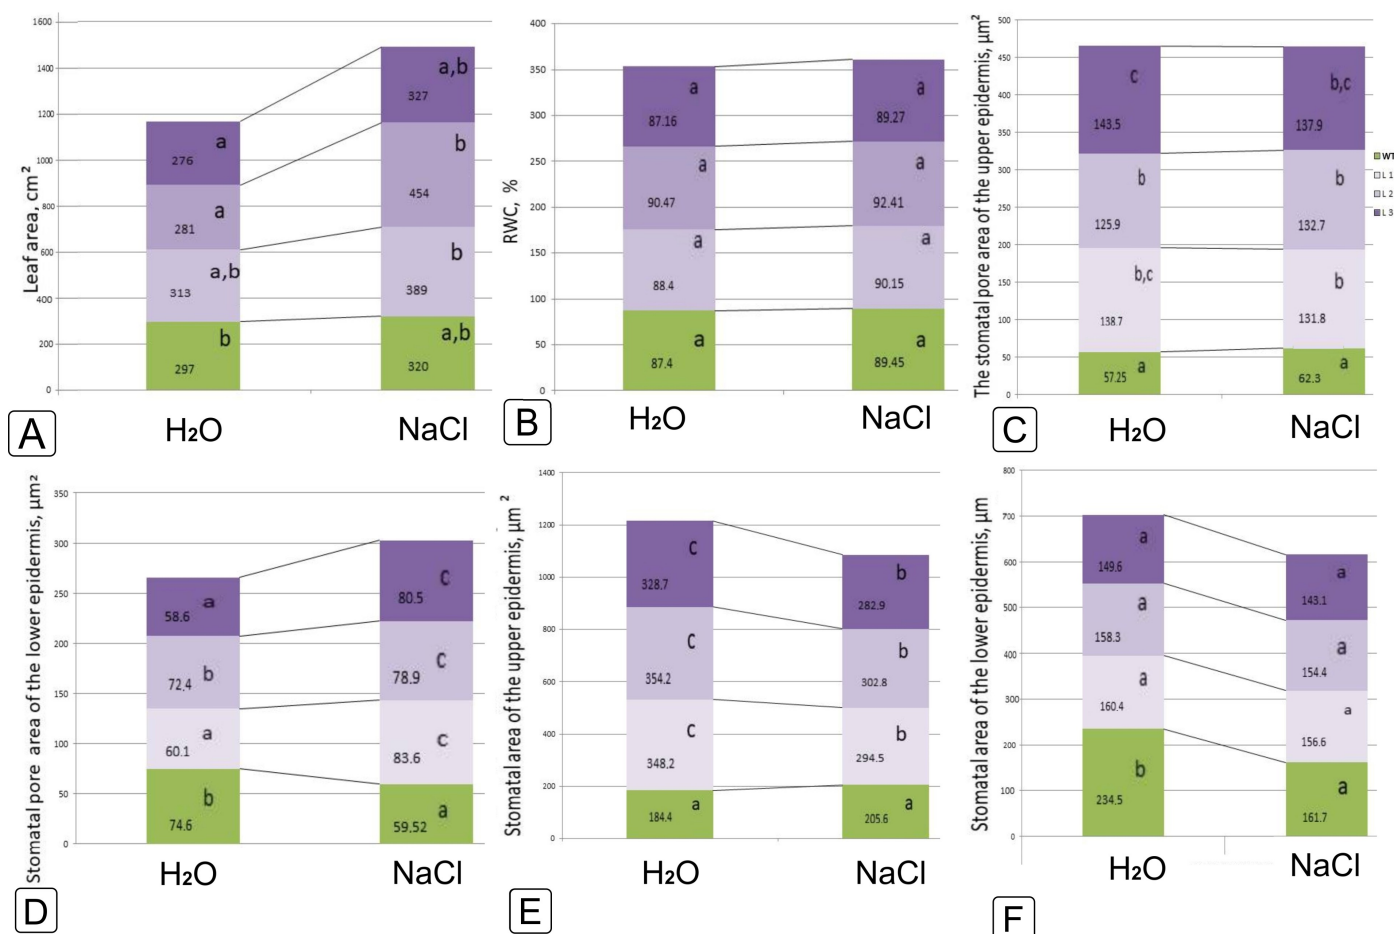 Leaf area, cm²
1600
1400
1200
1000
800
600
400
200
0
a
276
a
281
a,b
313
b
297
a,b
327
b
454
b
389
a,b
320
H₂O
NaCl
A
RWC, %
400
350
300
250
200
150
100
50
0
a
87.16
a
90.47
a
88.4
a
87.4
a
89.27
a
92.41
a
90.15
a
89.45
H₂O
NaCl
B
The stomatal pore area of the upper epidermis, µm²
500
450
400
350
300
250
200
150
100
50
0
c
143.5
b
125.9
b,c
138.7
a
57.25
b,c
137.9
b
132.7
b
131.8
a
62.3
WT
L 1
L 2
L 3
H₂O
NaCl
C
Stomatal pore area of the lower epidermis, µm²
350
300
250
200
150
100
50
0
a
58.6
b
72.4
a
60.1
b
74.6
c
80.5
c
78.9
c
83.6
a
59.52
H₂O
NaCl
D
Stomatal area of the upper epidermis, µm²
1400
1200
1000
800
600
400
200
0
c
328.7
c
354.2
c
348.2
a
184.4
b
282.9
b
302.8
b
294.5
a
205.6
H₂O
NaCl
E
Stomatal area of the lower epidermis, µm
800
700
600
500
400
300
200
100
0
a
149.6
a
158.3
a
160.4
b
234.5
a
143.1
a
154.4
a
156.6
a
161.7
H₂O
NaCl
F